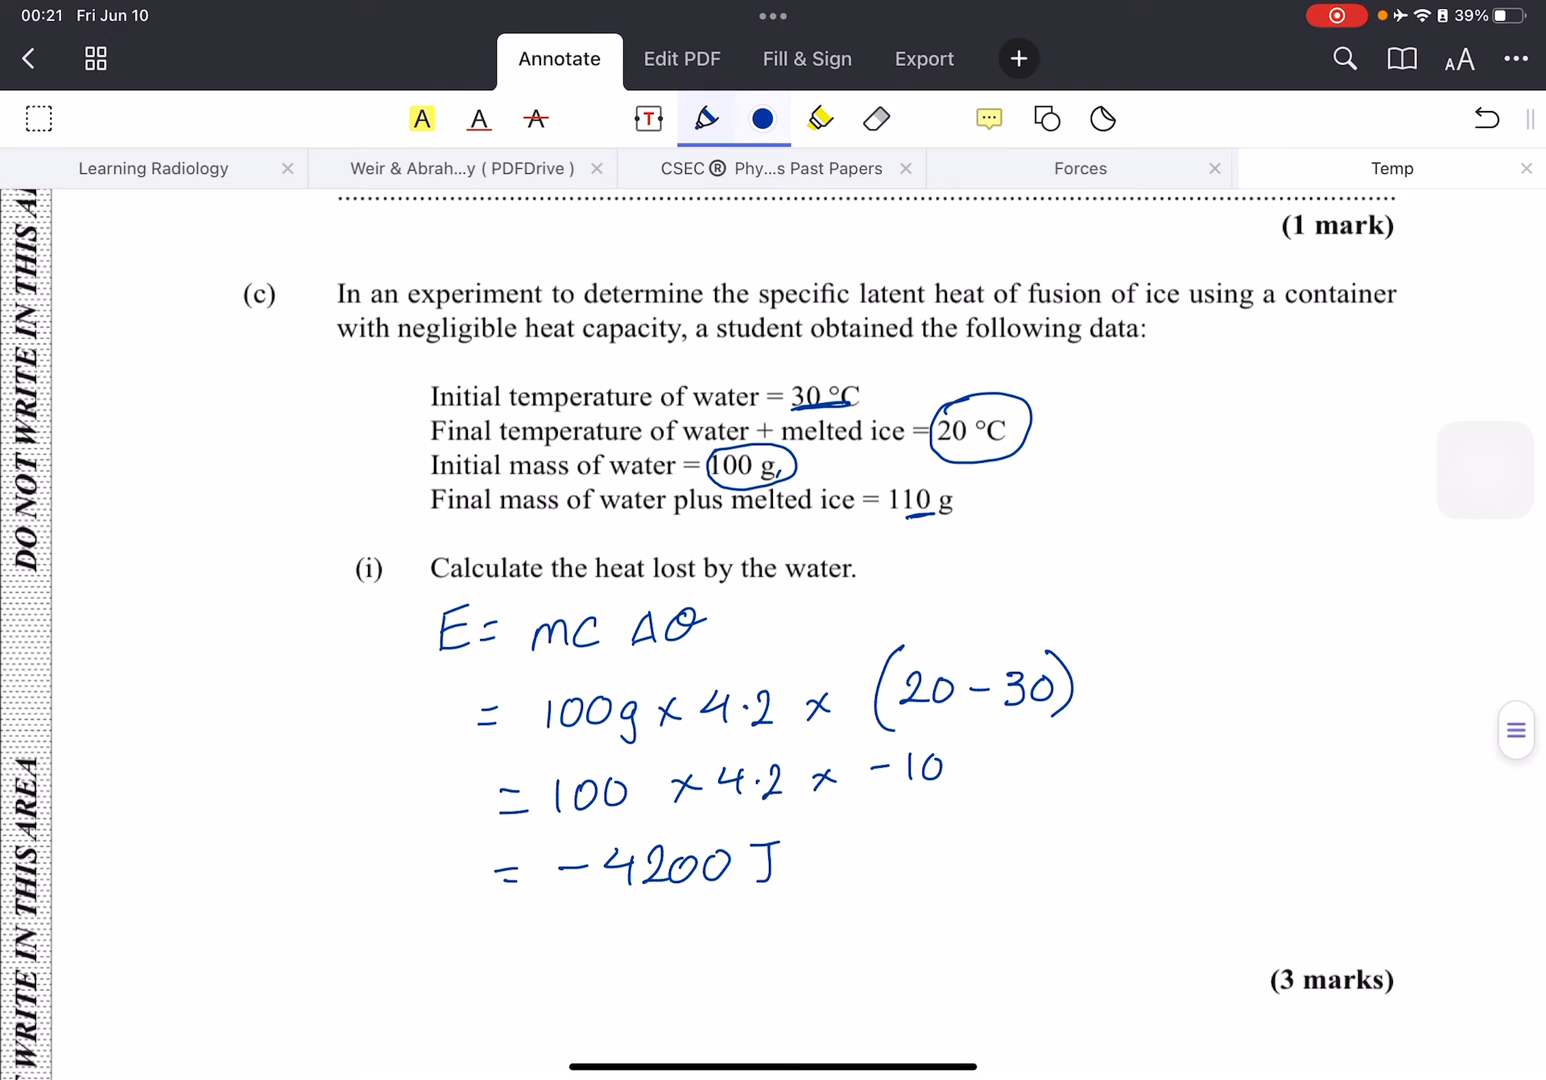 00:21 Fri Jun 10
39%
Annotate Edit PDF Fill & Sign Export
AA
A A A T
Learning Radiology
Weir & Abrah...y ( PDFDrive )
CSEC ® Phy...s Past Papers
Forces
Temp
(1 mark)
(c) In an experiment to determine the specific latent heat of fusion of ice using a container
with negligible heat capacity, a student obtained the following data:
Initial temperature of water = 30 °C
Final temperature of water + melted ice = 20 °C
Initial mass of water = 100 g,
Final mass of water plus melted ice = 110 g
(i) Calculate the heat lost by the water.
E = mc Δθ
= 100g × 4.2 × (20 - 30)
= 100 × 4.2 × -10
= -4200 J
(3 marks)
DO NOT WRITE IN THIS A
WRITE IN THIS AREA